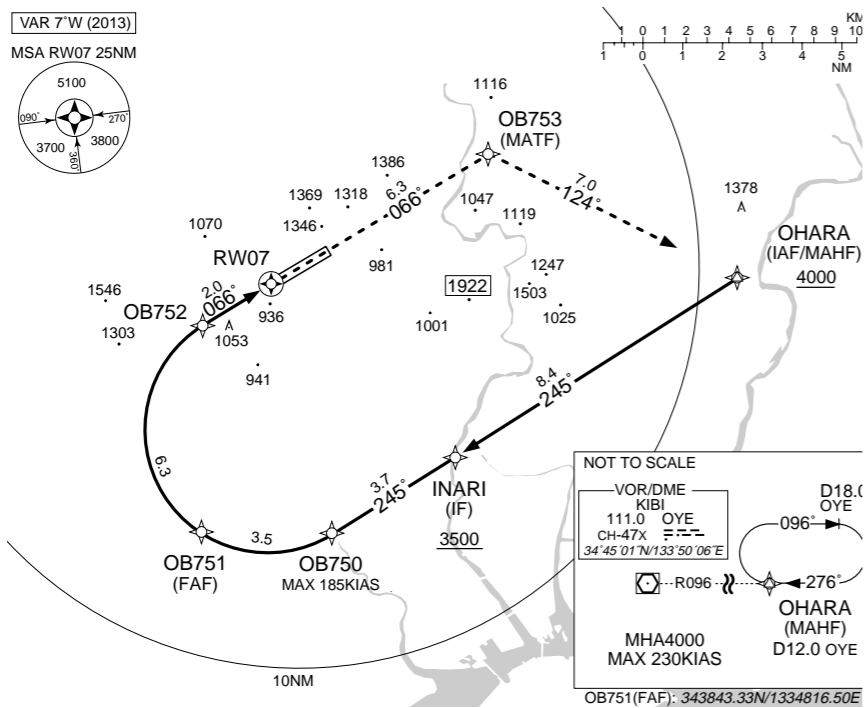 VAR 7°W (2013)
MSA RW07 25NM
5100
090°
270°
3700
3800
360°
1 0 1 2 3 4 5 6 7 8 9 10
KM
1 0 1 2 3 4 5
NM
1116
OB753
(MATF)
1386
6.3
066°
7.0
124°
1369
1318
1346
1047
1119
1378
1070
RW07
981
OHARA
(IAF/MAHF)
4000
2.0
066°
1247
1922
1503
1546
OB752
936
1001
1025
1053
1303
941
8.4
245°
3.7
245°
INARI
(IF)
3500
6.3
3.5
OB751
(FAF)
OB750
MAX 185KIAS
10NM
NOT TO SCALE
VOR/DME
KIBI
111.0 OYE
CH-47X
34°45'01"N/133°50'06"E
D18.0
OYE
096°
R096
276°
OHARA
(MAHF)
D12.0 OYE
MHA4000
MAX 230KIAS
OB751(FAF): 343843.33N/1334816.50E